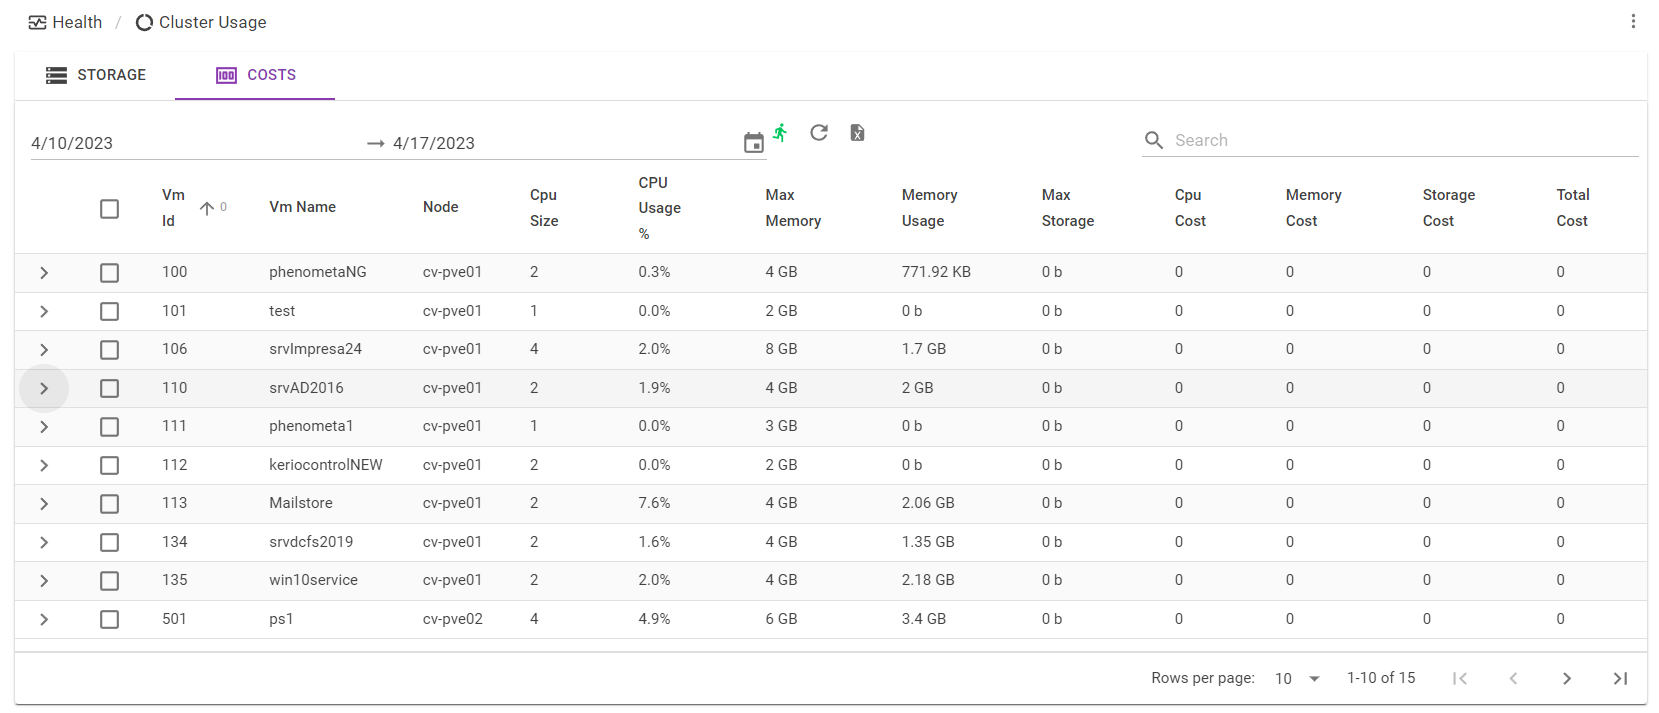 Health / Cluster Usage
STORAGE COSTS
4/10/2023 → 4/17/2023 Search
Vm Id 0 Vm Name Node Cpu Size CPU Usage % Max Memory Memory Usage Max Storage Cpu Cost Memory Cost Storage Cost Total Cost
100 phenometaNG cv-pve01 2 0.3% 4 GB 771.92 KB 0 b 0 0 0 0
101 test cv-pve01 1 0.0% 2 GB 0 b 0 b 0 0 0 0
106 srvImpresa24 cv-pve01 4 2.0% 8 GB 1.7 GB 0 b 0 0 0 0
110 srvAD2016 cv-pve01 2 1.9% 4 GB 2 GB 0 b 0 0 0 0
111 phenometa1 cv-pve01 1 0.0% 3 GB 0 b 0 b 0 0 0 0
112 keriocontrolNEW cv-pve01 2 0.0% 2 GB 0 b 0 b 0 0 0 0
113 Mailstore cv-pve01 2 7.6% 4 GB 2.06 GB 0 b 0 0 0 0
134 srvdcfs2019 cv-pve01 2 1.6% 4 GB 1.35 GB 0 b 0 0 0 0
135 win10service cv-pve01 2 2.0% 4 GB 2.18 GB 0 b 0 0 0 0
501 ps1 cv-pve02 4 4.9% 6 GB 3.4 GB 0 b 0 0 0 0
Rows per page: 10 1-10 of 15